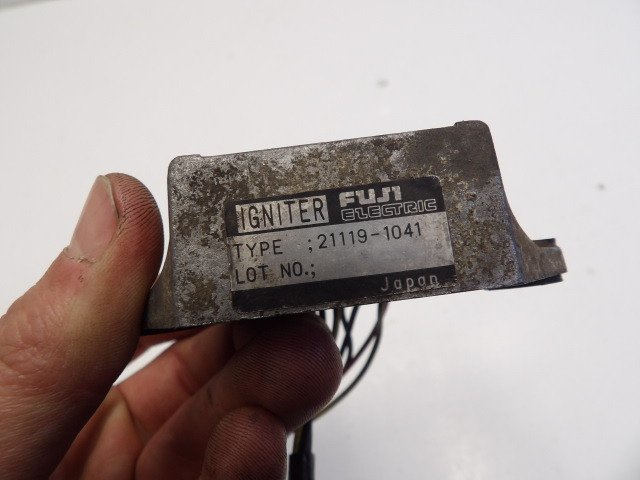 IGNITER FUJI ELECTRIC
TYPE ;21119-1041
LOT NO.;
Japan